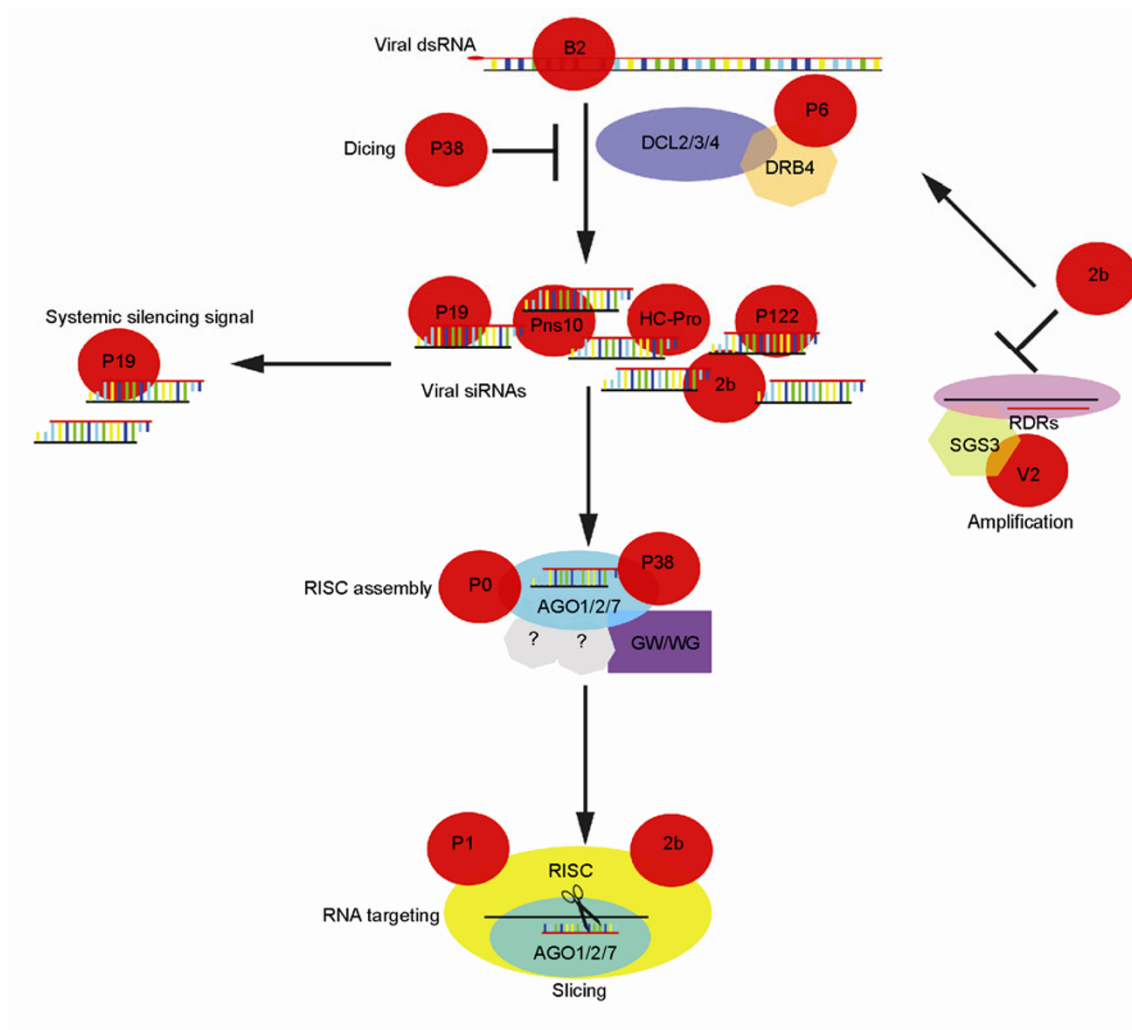 B2
Viral dsRNA
P6
P38
Dicing
DCL2/3/4
DRB4
2b
P19
Pns10
HC-Pro
P122
Systemic silencing signal
P19
Viral siRNAs
2b
RDRs
SGS3
V2
Amplification
P38
P0
RISC assembly
AGO1/2/7
? ?
GW/WG
P1
2b
RISC
RNA targeting
AGO1/2/7
Slicing